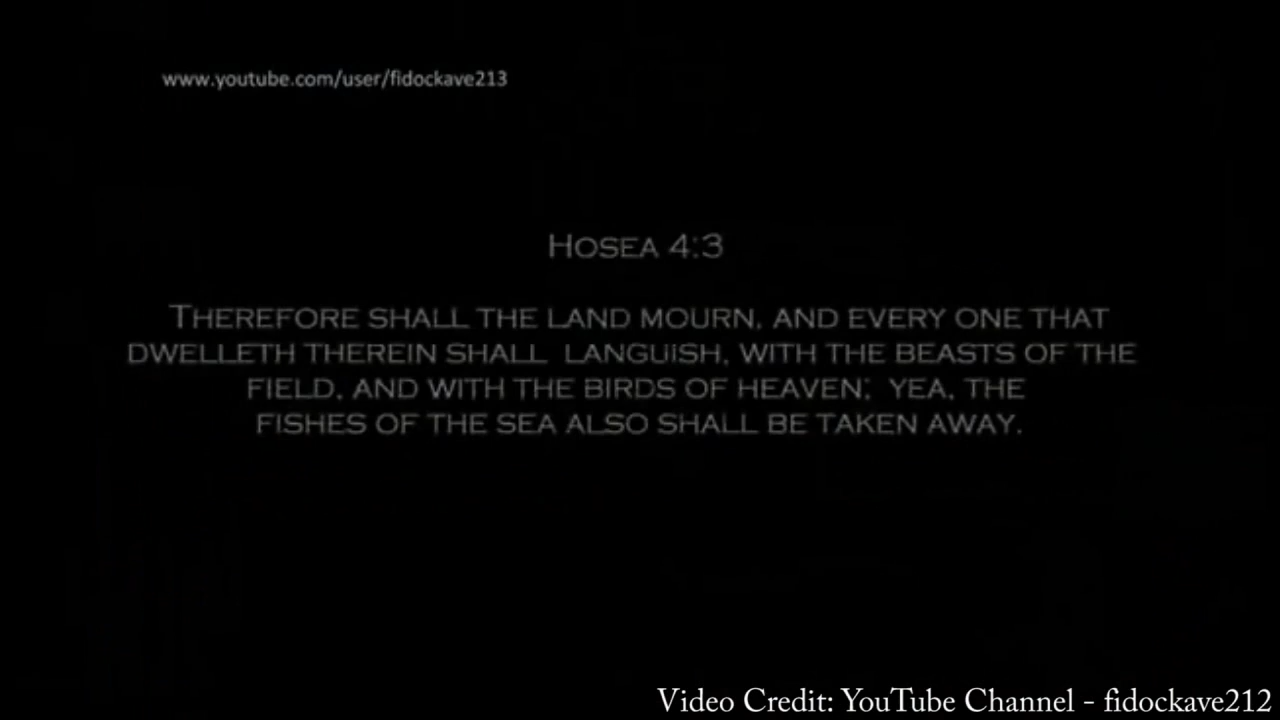 www.youtube.com/user/fidockave213
HOSEA 4:3
THEREFORE SHALL THE LAND MOURN, AND EVERY ONE THAT
DWELLETH THEREIN SHALL LANGUiSH, WITH THE BEASTS OF THE
FIELD, AND WITH THE BIRDS OF HEAVEN; YEA, THE
FISHES OF THE SEA ALSO SHALL BE TAKEN AWAY.
Video Credit: YouTube Channel - fidockave212